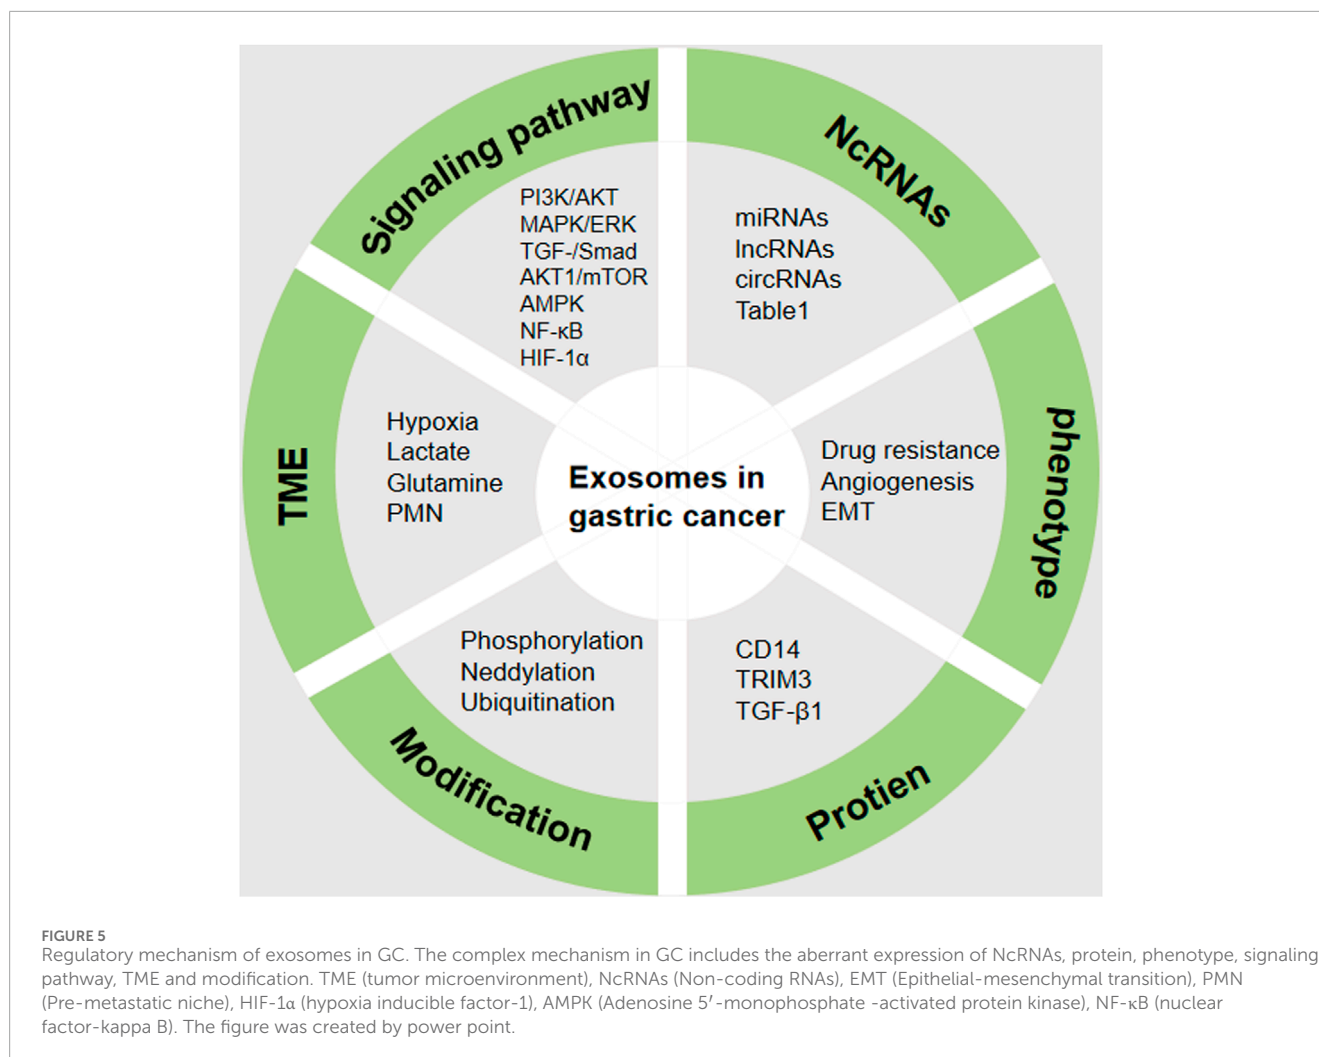 Signaling pathway
PI3K/AKT
MAPK/ERK
TGF-/Smad
AKT1/mTOR
AMPK
NF-κB
HIF-1α
NcRNAs
miRNAs
lncRNAs
circRNAs
Table1
TME
Hypoxia
Lactate
Glutamine
PMN
Exosomes in
gastric cancer
phenotype
Drug resistance
Angiogenesis
EMT
Modification
Phosphorylation
Neddylation
Ubiquitination
Protien
CD14
TRIM3
TGF-β1
FIGURE 5
Regulatory mechanism of exosomes in GC. The complex mechanism in GC includes the aberrant expression of NcRNAs, protein, phenotype, signaling
pathway, TME and modification. TME (tumor microenvironment), NcRNAs (Non-coding RNAs), EMT (Epithelial-mesenchymal transition), PMN
(Pre-metastatic niche), HIF-1α (hypoxia inducible factor-1), AMPK (Adenosine 5′-monophosphate -activated protein kinase), NF-κB (nuclear
factor-kappa B). The figure was created by power point.